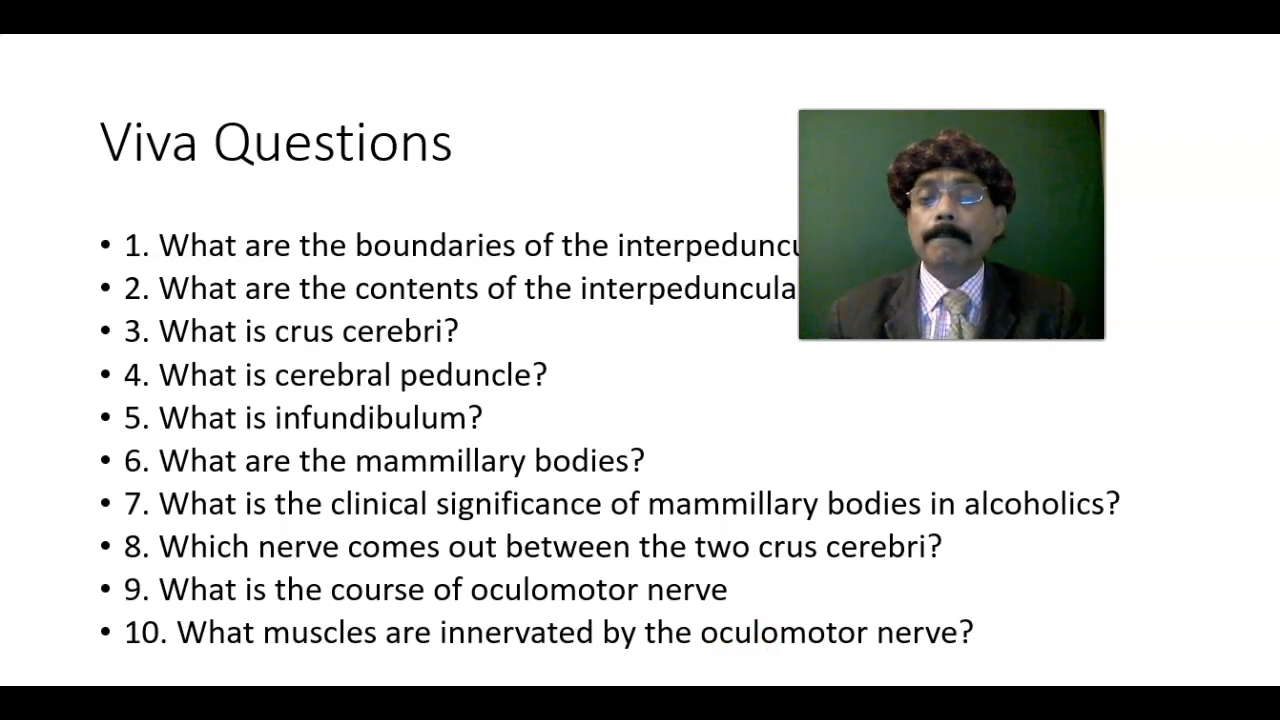 Viva Questions
• 1. What are the boundaries of the
• 2. What are the contents of the
• 3. What is crus cerebri?
• 4. What is cerebral peduncle?
• 5. What is infundibulum?
• 6. What are the mammillary bodies?
• 7. What is the clinical significance of mammillary bodies in alcoholics?
• 8. Which nerve comes out between the two crus cerebri?
• 9. What is the course of oculomotor nerve
• 10. What muscles are innervated by the oculomotor nerve?